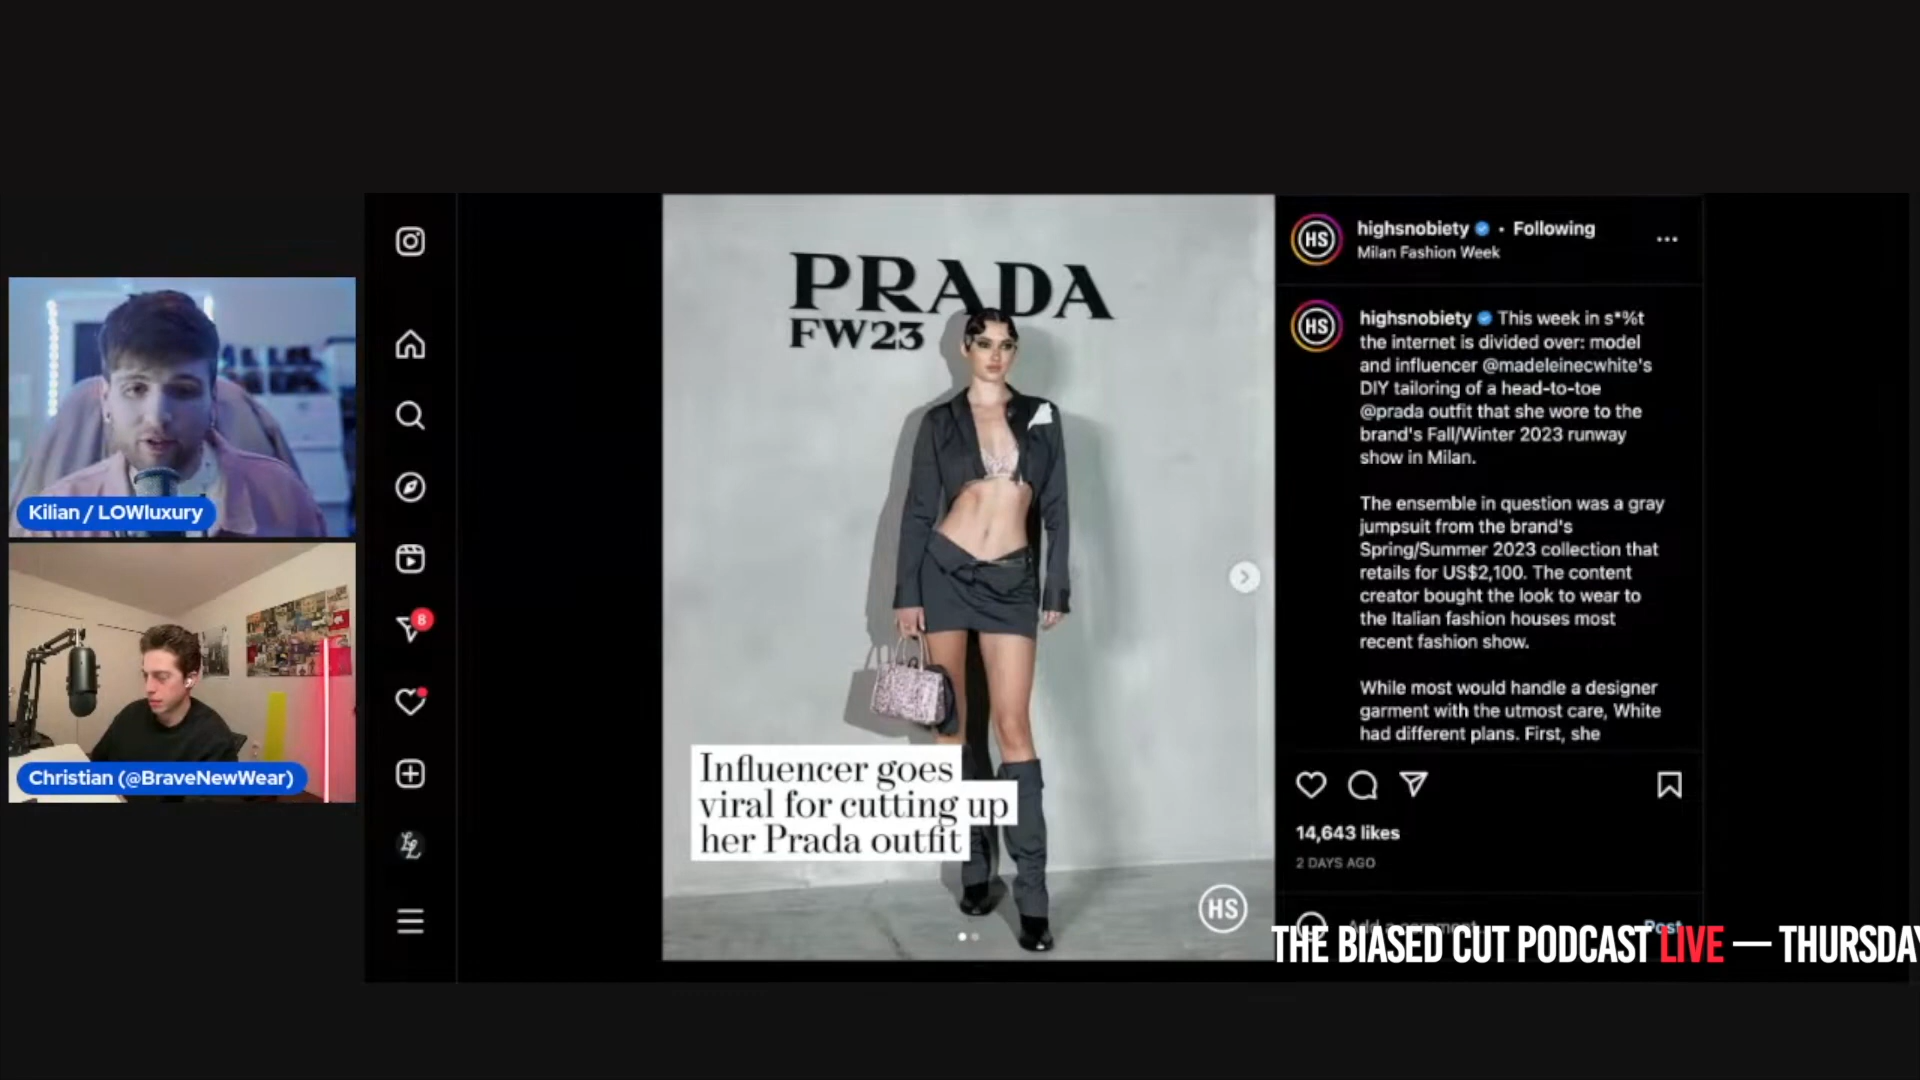 Kilian / LOWluxury
Christian (@BraveNewWear)
8
PRADA
FW23
Influencer goes
viral for cutting up
her Prada outfit
HS
HS
highsnobiety • Following
Milan Fashion Week
HS
highsnobiety This week in s*%t
the internet is divided over: model
and influencer @madeleinecwhite's
DIY tailoring of a head-to-toe
@prada outfit that she wore to the
brand's Fall/Winter 2023 runway
show in Milan.
The ensemble in question was a gray
jumpsuit from the brand's
Spring/Summer 2023 collection that
retails for US$2,100. The content
creator bought the look to wear to
the Italian fashion houses most
recent fashion show.
While most would handle a designer
garment with the utmost care, White
had different plans. First, she
14,643 likes
2 DAYS AGO
Add a comment...
Post
THE BIASED CUT PODCAST LIVE — THURSDAY